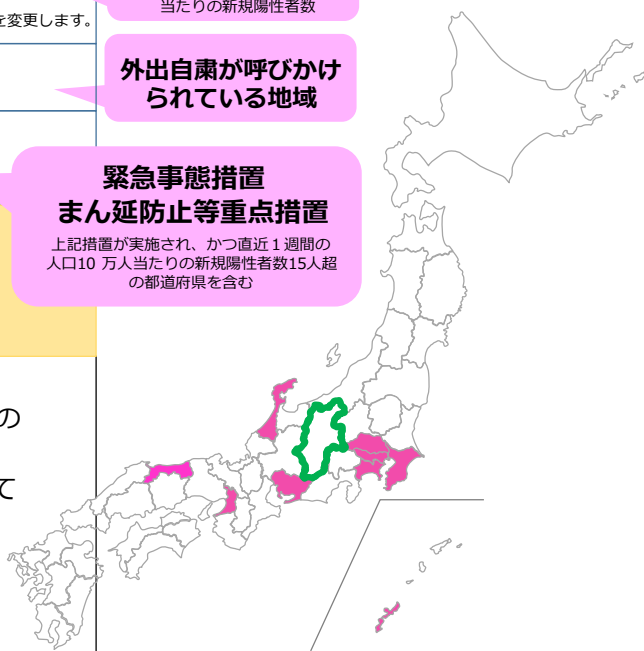 当たりの新規陽性者数
を変更します。
外出自粛が呼びかけ
られている地域
緊急事態措置
まん延防止等重点措置
上記措置が実施され、かつ直近１週間の
人口10 万人当たりの新規陽性者数15人超
の都道府県を含む
の
て